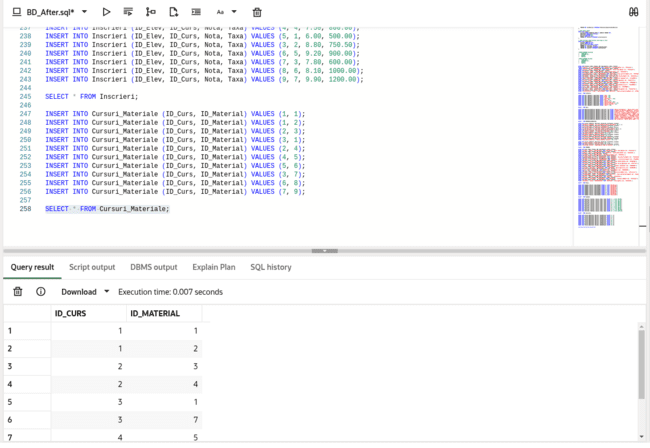 BD_After.sql*
Aa
237 INSERT INTO Inscrieri (ID_Elev, ID_Curs, Nota, Taxa) VALUES (4, 4, 7.50, 800.00);
238 INSERT INTO Inscrieri (ID_Elev, ID_Curs, Nota, Taxa) VALUES (5, 1, 6.00, 500.00);
239 INSERT INTO Inscrieri (ID_Elev, ID_Curs, Nota, Taxa) VALUES (3, 2, 8.80, 750.50);
240 INSERT INTO Inscrieri (ID_Elev, ID_Curs, Nota, Taxa) VALUES (6, 5, 9.20, 900.00);
241 INSERT INTO Inscrieri (ID_Elev, ID_Curs, Nota, Taxa) VALUES (7, 3, 7.80, 600.00);
242 INSERT INTO Inscrieri (ID_Elev, ID_Curs, Nota, Taxa) VALUES (8, 6, 8.10, 1000.00);
243 INSERT INTO Inscrieri (ID_Elev, ID_Curs, Nota, Taxa) VALUES (9, 7, 9.90, 1200.00);
244
245 SELECT * FROM Inscrieri;
246
247 INSERT INTO Cursuri_Materiale (ID_Curs, ID_Material) VALUES (1, 1);
248 INSERT INTO Cursuri_Materiale (ID_Curs, ID_Material) VALUES (1, 2);
249 INSERT INTO Cursuri_Materiale (ID_Curs, ID_Material) VALUES (2, 3);
250 INSERT INTO Cursuri_Materiale (ID_Curs, ID_Material) VALUES (3, 1);
251 INSERT INTO Cursuri_Materiale (ID_Curs, ID_Material) VALUES (2, 4);
252 INSERT INTO Cursuri_Materiale (ID_Curs, ID_Material) VALUES (4, 5);
253 INSERT INTO Cursuri_Materiale (ID_Curs, ID_Material) VALUES (5, 6);
254 INSERT INTO Cursuri_Materiale (ID_Curs, ID_Material) VALUES (3, 7);
255 INSERT INTO Cursuri_Materiale (ID_Curs, ID_Material) VALUES (6, 8);
256 INSERT INTO Cursuri_Materiale (ID_Curs, ID_Material) VALUES (7, 9);
257
258 SELECT * FROM Cursuri_Materiale;
Query result Script output DBMS output Explain Plan SQL history
Download Execution time: 0.007 seconds
ID_CURS ID_MATERIAL
1 1 1
2 1 2
3 2 3
4 2 4
5 3 1
6 3 7
7 4 5